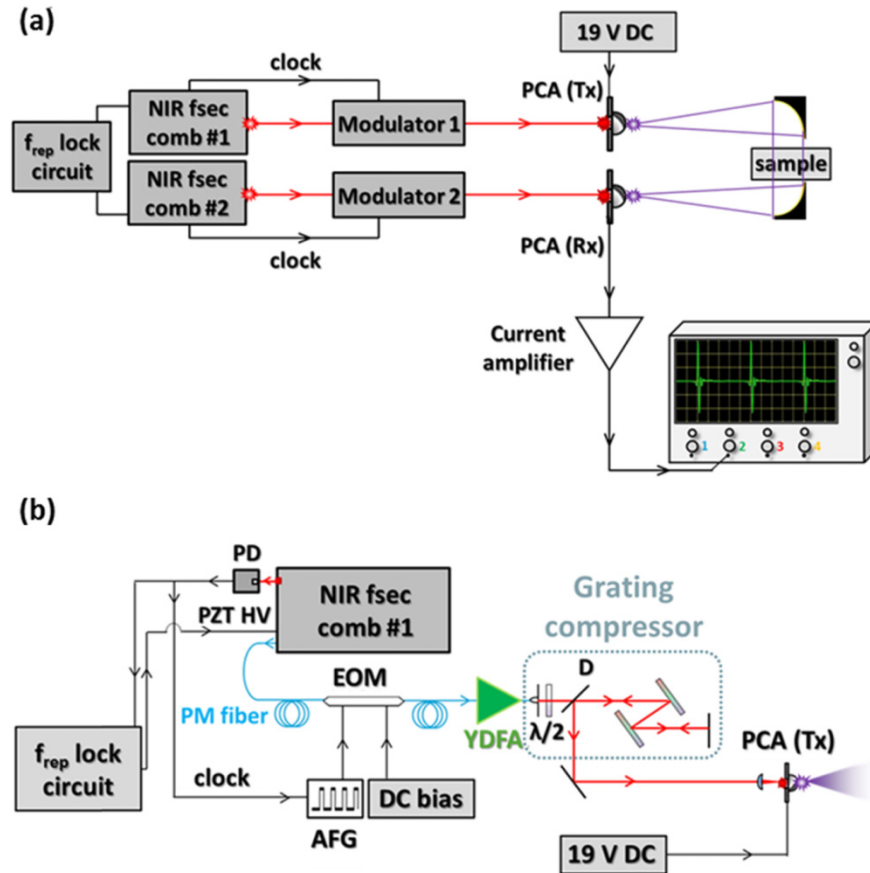 (a)
19 V DC
clock
PCA (Tx)
NIR fsec
comb #1
Modulator 1
f_rep lock
circuit
sample
NIR fsec
comb #2
Modulator 2
clock
PCA (Rx)
Current
amplifier
1 2 3 4
(b)
PD
NIR fsec
comb #1
PZT HV
Grating
compressor
EOM
D
PM fiber
λ/2
YDFA
PCA (Tx)
f_rep lock
circuit
clock
DC bias
AFG
19 V DC